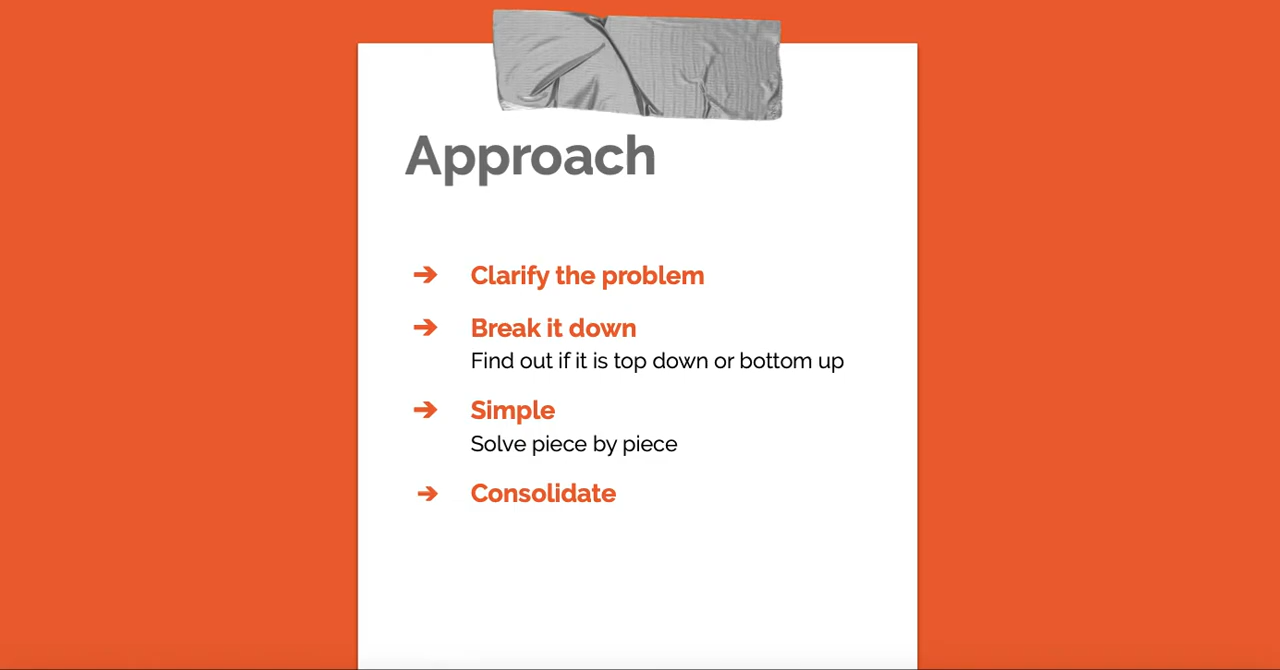 Approach
➔ Clarify the problem
➔ Break it down
Find out if it is top down or bottom up
➔ Simple
Solve piece by piece
➔ Consolidate